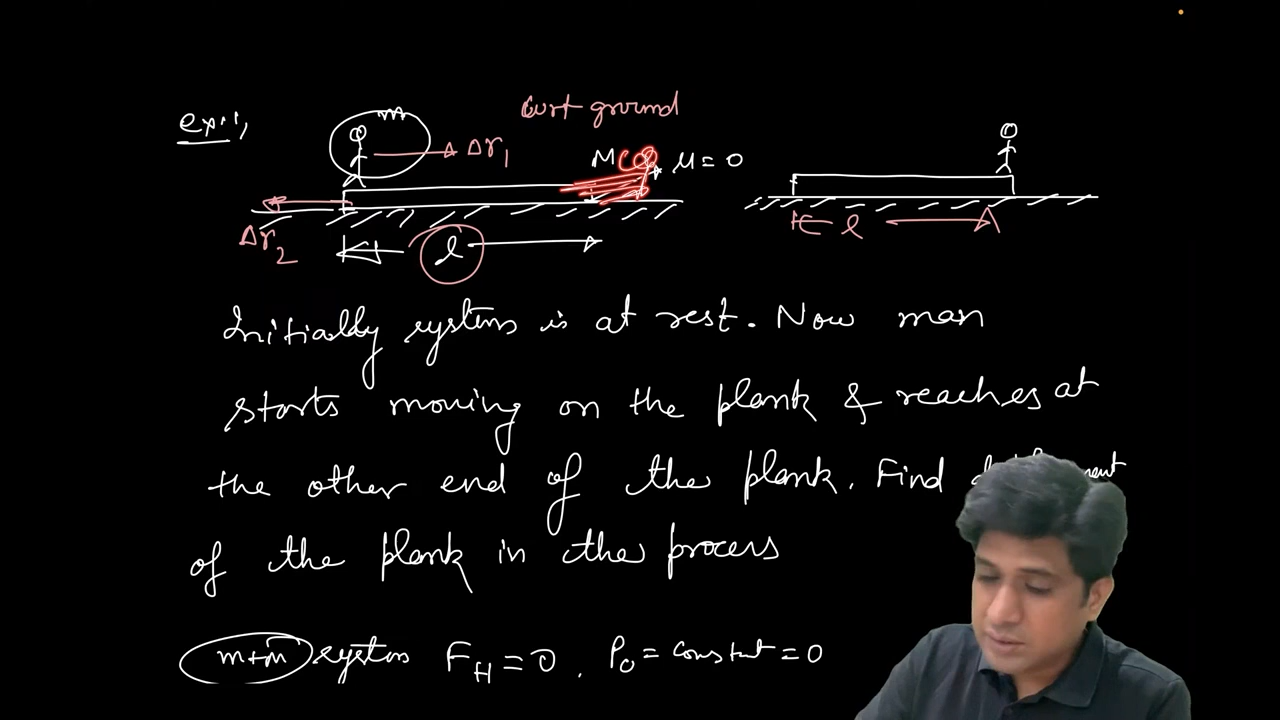 ex:-1, m wrt ground
Δr₁ M μ = 0
Δr₂ l l
Initially system is at rest. Now man
starts moving on the plank & reaches at
the other end of the plank. Find
of the plank in the process
m+m system F_H = 0 . P_0 = constant = 0